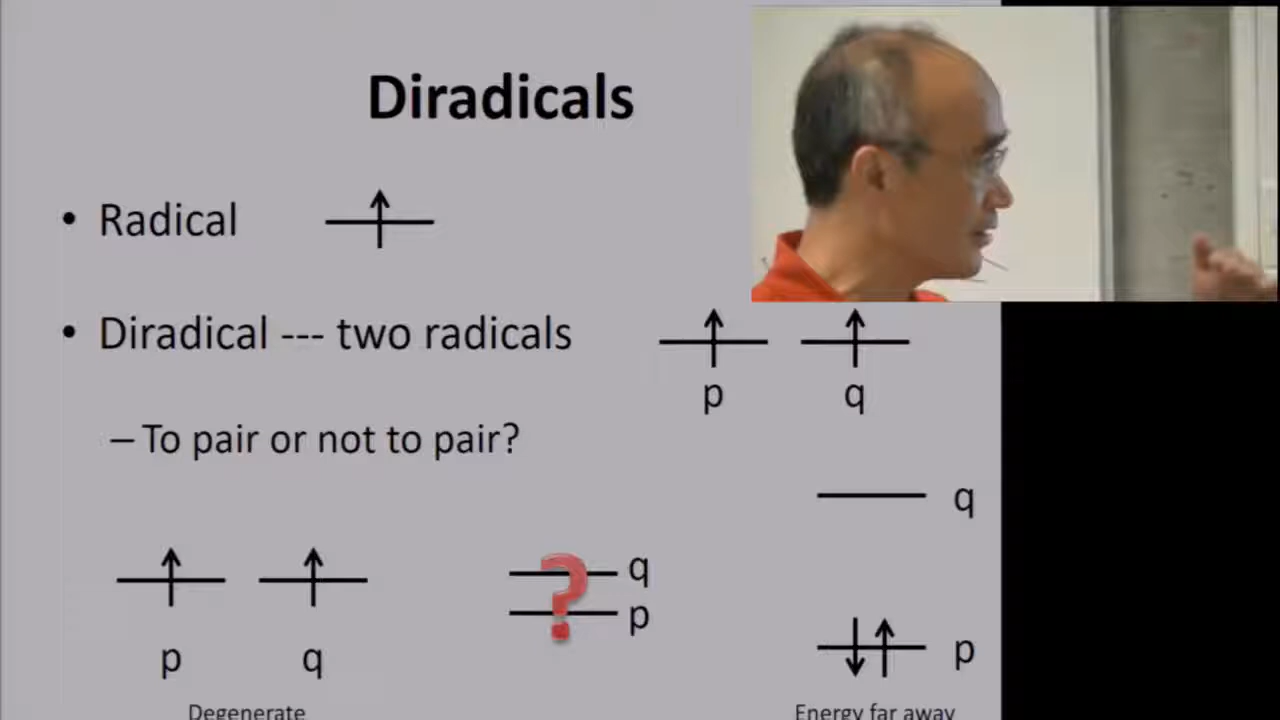 Diradicals
• Radical
• Diradical --- two radicals
p q
– To pair or not to pair?
q
q
p
p
p q
Degenerate
Energy far away